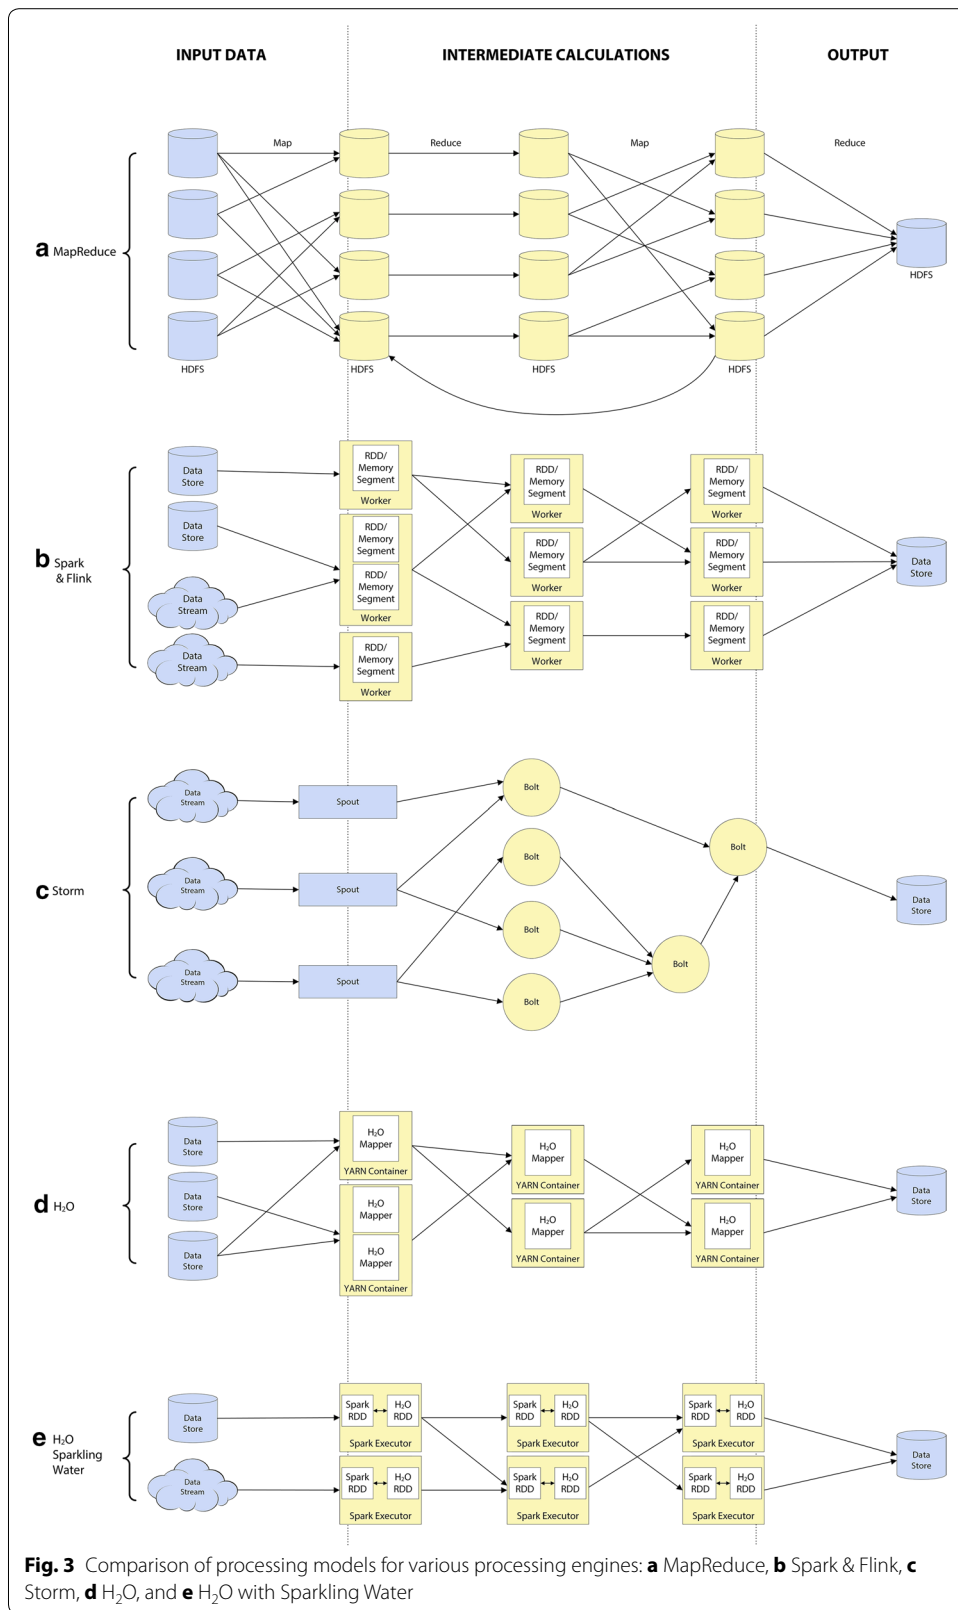 INPUT DATA INTERMEDIATE CALCULATIONS OUTPUT
Map Reduce Map Reduce
a MapReduce
HDFS
HDFS HDFS HDFS HDFS
Data Store
RDD/ Memory Segment
Worker
RDD/ Memory Segment
Worker
RDD/ Memory Segment
Worker
Data Store
RDD/ Memory Segment
RDD/ Memory Segment
Worker
RDD/ Memory Segment
Worker
RDD/ Memory Segment
Worker
b Spark & Flink
Data Store
Data Stream
Data Stream
RDD/ Memory Segment
Worker
RDD/ Memory Segment
Worker
RDD/ Memory Segment
Worker
Data Stream
Spout
Bolt
Bolt
Bolt
c Storm
Data Stream
Spout
Data Store
Bolt
Bolt
Data Stream
Spout
Bolt
Data Store
H₂O Mapper
YARN Container
H₂O Mapper
YARN Container
H₂O Mapper
YARN Container
Data Store
H₂O Mapper
Data Store
d H₂O
Data Store
H₂O Mapper
YARN Container
H₂O Mapper
YARN Container
H₂O Mapper
YARN Container
Data Store
Spark RDD H₂O RDD
Spark Executor
Spark RDD H₂O RDD
Spark Executor
Spark RDD H₂O RDD
Spark Executor
e H₂O Sparkling Water
Data Store
Data Stream
Spark RDD H₂O RDD
Spark Executor
Spark RDD H₂O RDD
Spark Executor
Spark RDD H₂O RDD
Spark Executor
Fig. 3 Comparison of processing models for various processing engines: a MapReduce, b Spark & Flink, c
Storm, d H₂O, and e H₂O with Sparkling Water